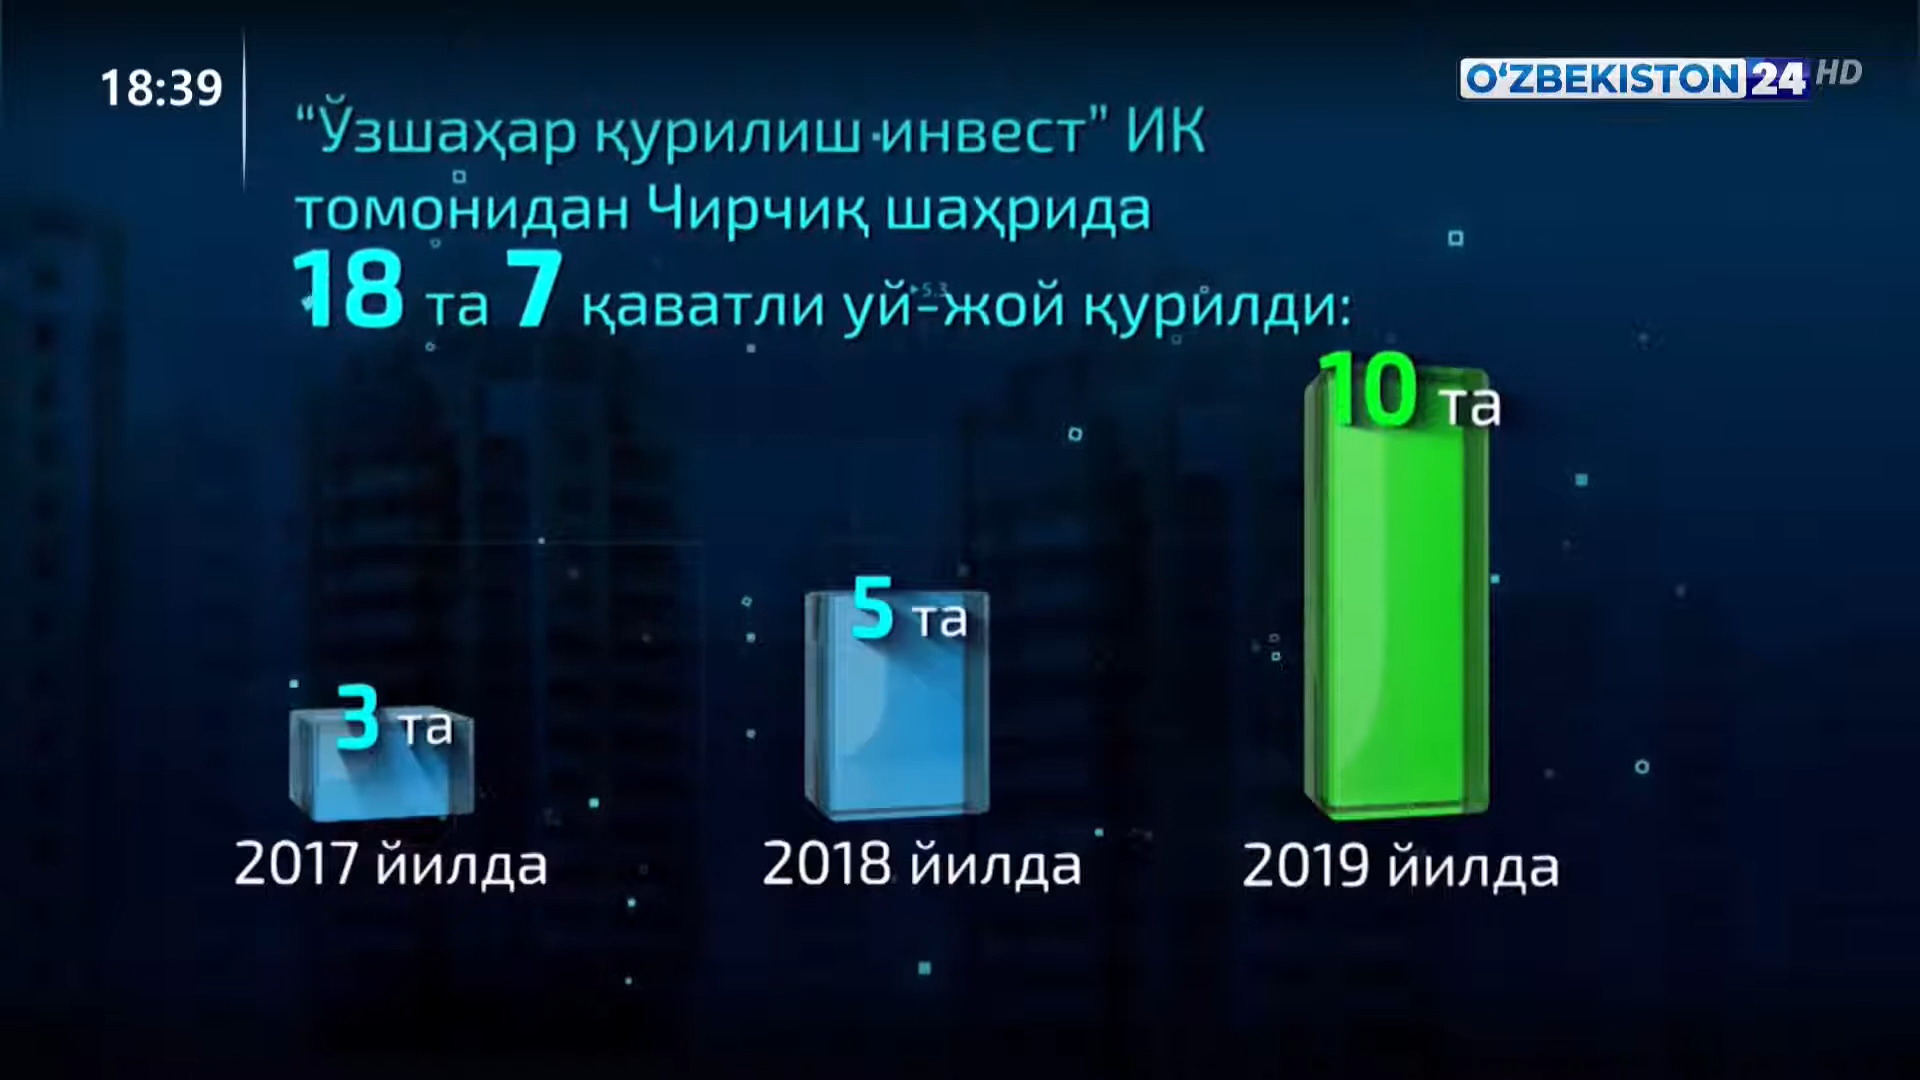 18:39
O‘ZBEKISTON 24 HD
“Ўзшаҳар қурилиш-инвест” ИК
томонидан Чирчиқ шаҳрида
18 та 7 қаватли уй-жой қурилди:
10 та
5 та
3 та
2017 йилда
2018 йилда
2019 йилда